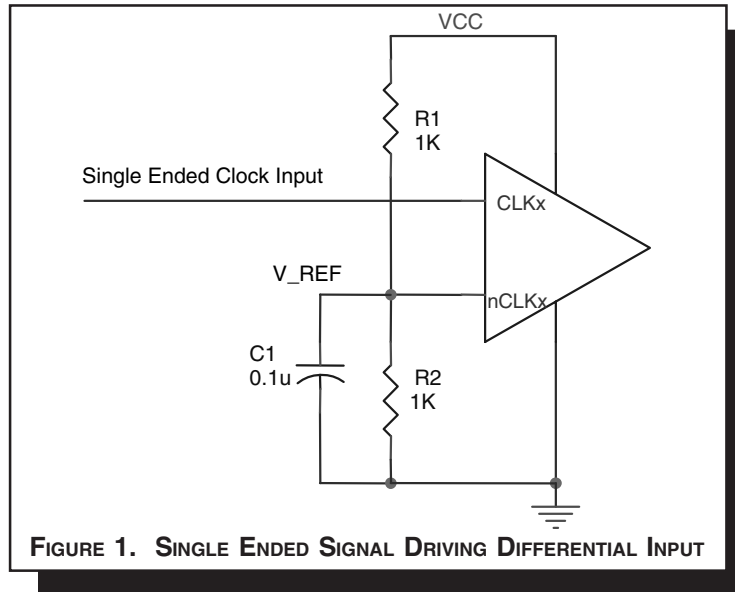 VCC
R1
1K
Single Ended Clock Input
CLKx
V_REF
nCLKx
C1
0.1u
R2
1K
FIGURE 1. SINGLE ENDED SIGNAL DRIVING DIFFERENTIAL INPUT